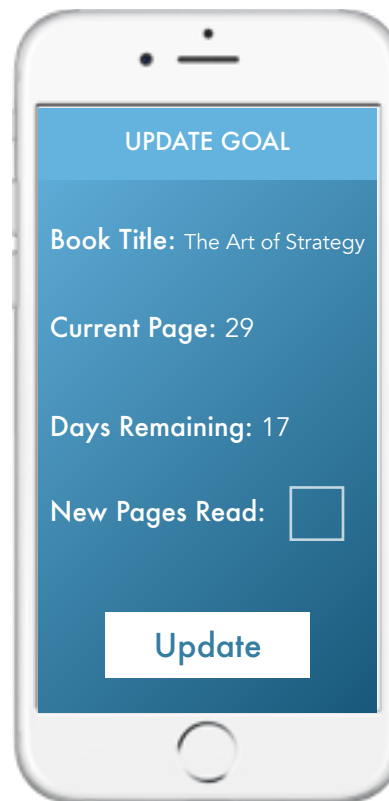 UPDATE GOAL
Book Title: The Art of Strategy
Current Page: 29
Days Remaining: 17
New Pages Read:
Update